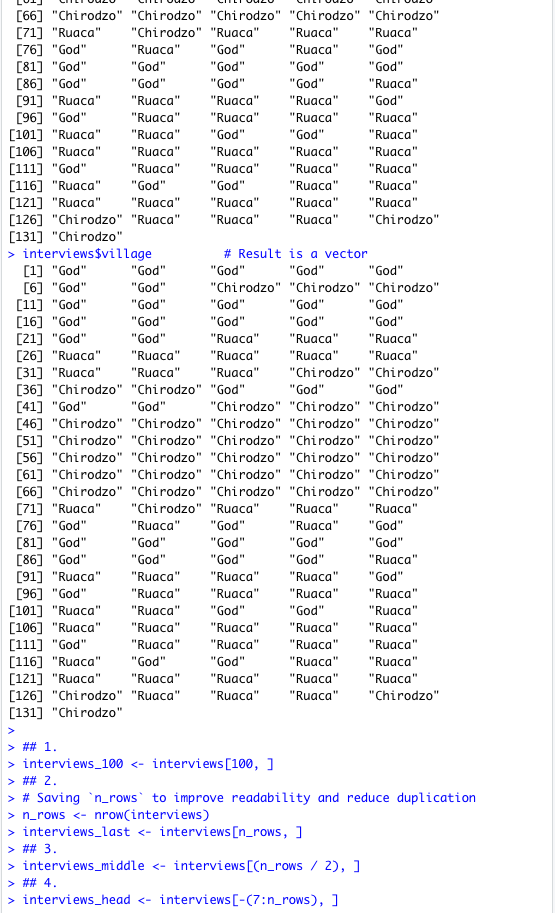 [66] "Chirodzo" "Chirodzo" "Chirodzo" "Chirodzo" "Chirodzo"
[71] "Ruaca" "Chirodzo" "Ruaca" "Ruaca" "Ruaca"
[76] "God" "Ruaca" "God" "Ruaca" "God"
[81] "God" "God" "God" "God" "God"
[86] "God" "God" "God" "God" "Ruaca"
[91] "Ruaca" "Ruaca" "Ruaca" "Ruaca" "God"
[96] "God" "Ruaca" "Ruaca" "Ruaca" "Ruaca"
[101] "Ruaca" "Ruaca" "God" "God" "Ruaca"
[106] "Ruaca" "Ruaca" "Ruaca" "Ruaca" "Ruaca"
[111] "God" "Ruaca" "Ruaca" "Ruaca" "Ruaca"
[116] "Ruaca" "God" "God" "Ruaca" "Ruaca"
[121] "Ruaca" "Ruaca" "Ruaca" "Ruaca" "Ruaca"
[126] "Chirodzo" "Ruaca" "Ruaca" "Ruaca" "Chirodzo"
[131] "Chirodzo"
> interviews$village # Result is a vector
[1] "God" "God" "God" "God" "God"
[6] "God" "God" "Chirodzo" "Chirodzo" "Chirodzo"
[11] "God" "God" "God" "God" "God"
[16] "God" "God" "God" "God" "God"
[21] "God" "God" "Ruaca" "Ruaca" "Ruaca"
[26] "Ruaca" "Ruaca" "Ruaca" "Ruaca" "Ruaca"
[31] "Ruaca" "Ruaca" "Ruaca" "Chirodzo" "Chirodzo"
[36] "Chirodzo" "Chirodzo" "God" "God" "God"
[41] "God" "God" "Chirodzo" "Chirodzo" "Chirodzo"
[46] "Chirodzo" "Chirodzo" "Chirodzo" "Chirodzo" "Chirodzo"
[51] "Chirodzo" "Chirodzo" "Chirodzo" "Chirodzo" "Chirodzo"
[56] "Chirodzo" "Chirodzo" "Chirodzo" "Chirodzo" "Chirodzo"
[61] "Chirodzo" "Chirodzo" "Chirodzo" "Chirodzo" "Chirodzo"
[66] "Chirodzo" "Chirodzo" "Chirodzo" "Chirodzo" "Chirodzo"
[71] "Ruaca" "Chirodzo" "Ruaca" "Ruaca" "Ruaca"
[76] "God" "Ruaca" "God" "Ruaca" "God"
[81] "God" "God" "God" "God" "God"
[86] "God" "God" "God" "God" "Ruaca"
[91] "Ruaca" "Ruaca" "Ruaca" "Ruaca" "God"
[96] "God" "Ruaca" "Ruaca" "Ruaca" "Ruaca"
[101] "Ruaca" "Ruaca" "God" "God" "Ruaca"
[106] "Ruaca" "Ruaca" "Ruaca" "Ruaca" "Ruaca"
[111] "God" "Ruaca" "Ruaca" "Ruaca" "Ruaca"
[116] "Ruaca" "God" "God" "Ruaca" "Ruaca"
[121] "Ruaca" "Ruaca" "Ruaca" "Ruaca" "Ruaca"
[126] "Chirodzo" "Ruaca" "Ruaca" "Ruaca" "Chirodzo"
[131] "Chirodzo"
>
> ## 1.
> interviews_100 <- interviews[100, ]
> ## 2.
> # Saving `n_rows` to improve readability and reduce duplication
> n_rows <- nrow(interviews)
> interviews_last <- interviews[n_rows, ]
> ## 3.
> interviews_middle <- interviews[(n_rows / 2), ]
> ## 4.
> interviews_head <- interviews[-(7:n_rows), ]